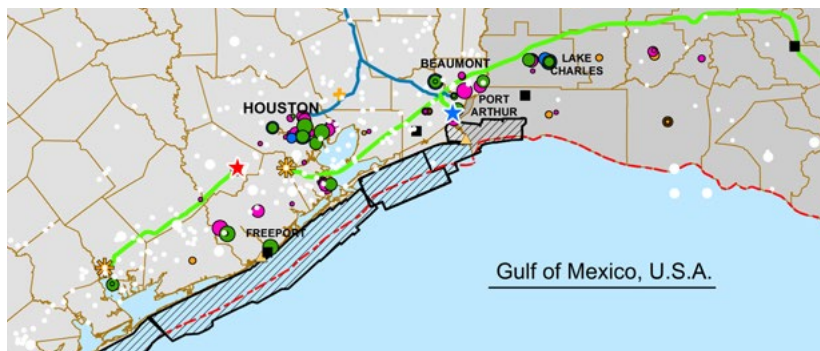 BEAUMONT
LAKE
CHARLES
HOUSTON
PORT
ARTHUR
FREEPORT
Gulf of Mexico, U.S.A.